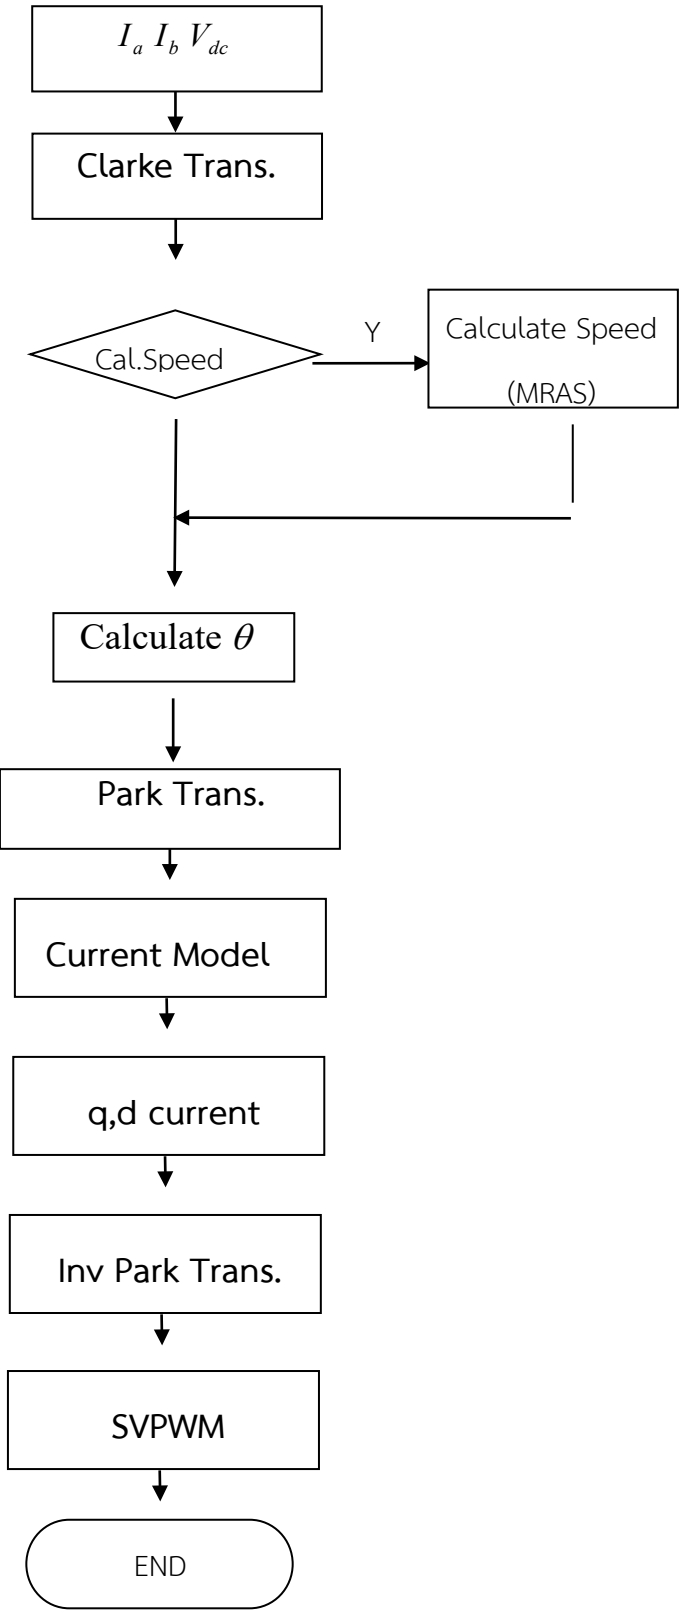 I_a I_b V_dc
Clarke Trans.
Cal.Speed
Y
Calculate Speed
(MRAS)
Calculate θ
Park Trans.
Current Model
q,d current
Inv Park Trans.
SVPWM
END